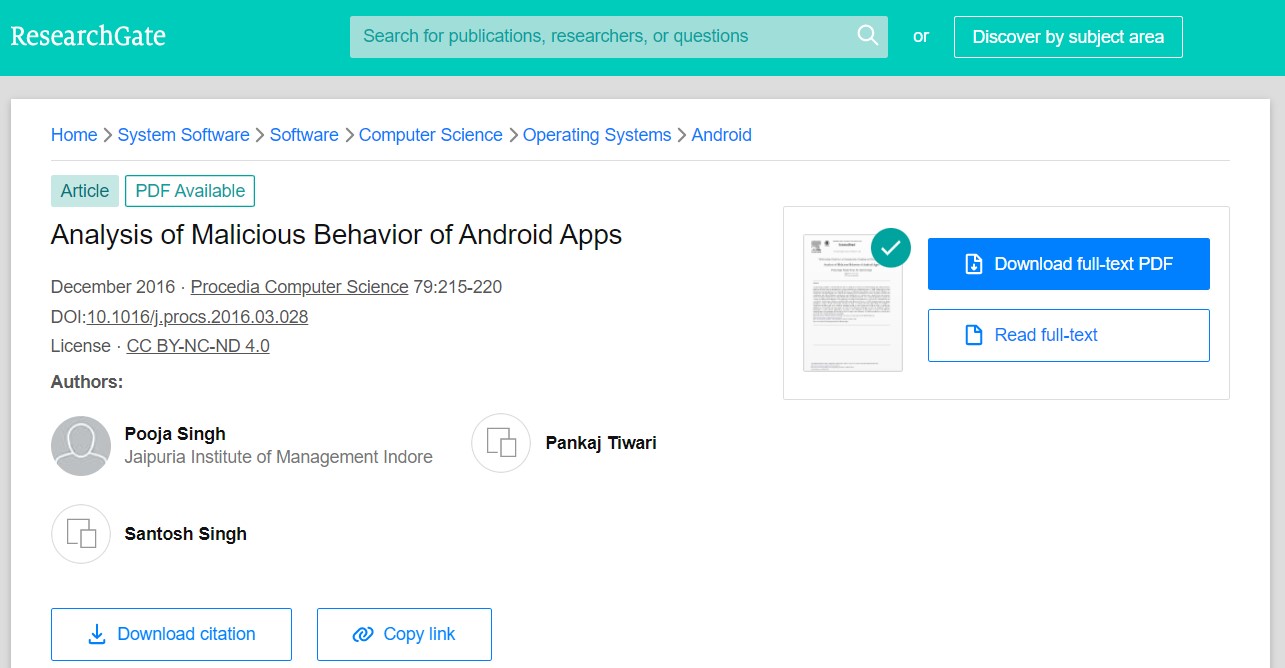 ResearchGate
Search for publications, researchers, or questions
or
Discover by subject area
Home > System Software > Software > Computer Science > Operating Systems > Android
Article
PDF Available
Analysis of Malicious Behavior of Android Apps
December 2016 · Procedia Computer Science 79:215-220
DOI:10.1016/j.procs.2016.03.028
License · CC BY-NC-ND 4.0
Authors:
Pooja Singh
Jaipuria Institute of Management Indore
Pankaj Tiwari
Santosh Singh
Download citation
Copy link
Download full-text PDF
Read full-text